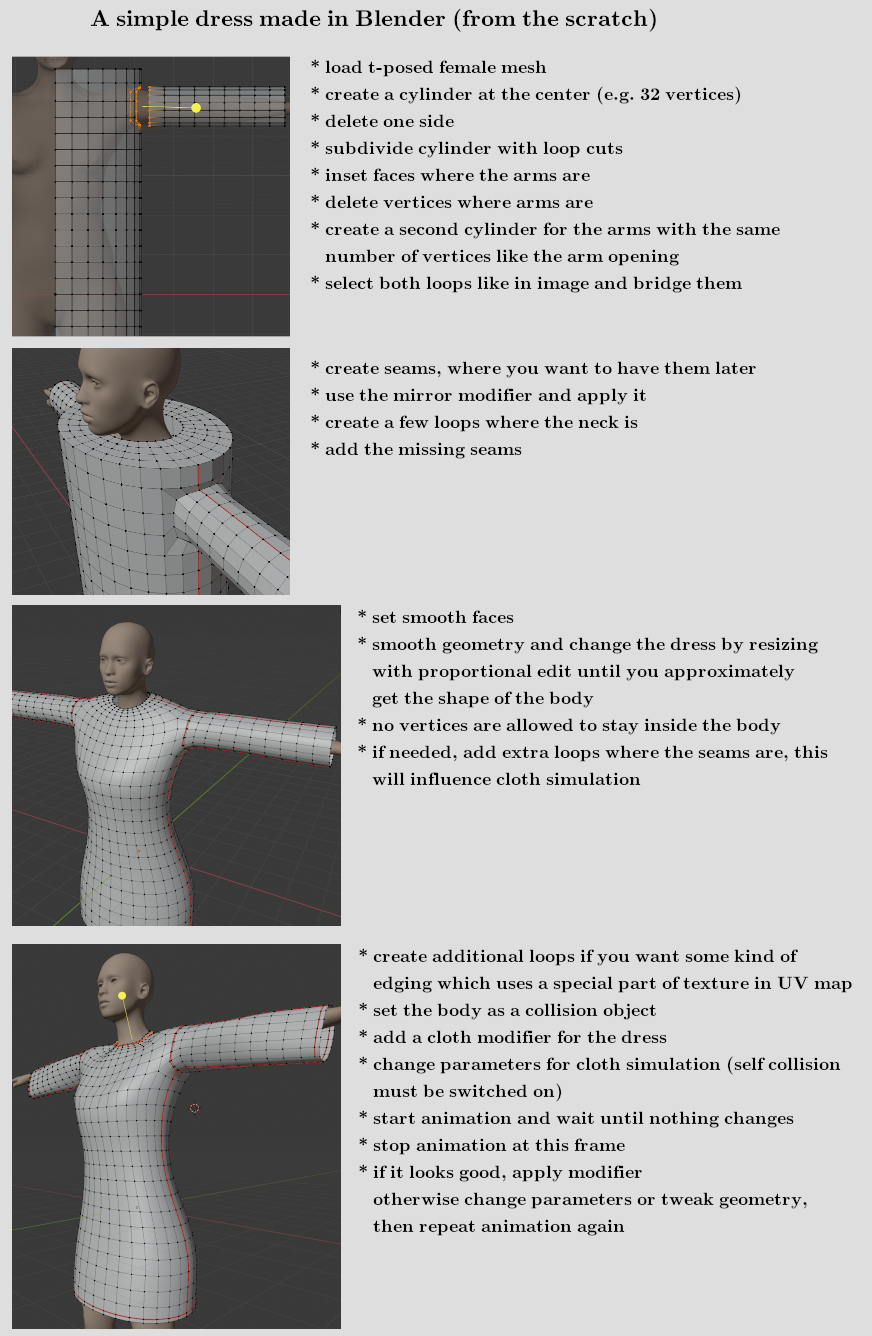 A simple dress made in Blender (from the scratch)
* load t-posed female mesh
* create a cylinder at the center (e.g. 32 vertices)
* delete one side
* subdivide cylinder with loop cuts
* inset faces where the arms are
* delete vertices where arms are
* create a second cylinder for the arms with the same
number of vertices like the arm opening
* select both loops like in image and bridge them
* create seams, where you want to have them later
* use the mirror modifier and apply it
* create a few loops where the neck is
* add the missing seams
* set smooth faces
* smooth geometry and change the dress by resizing
with proportional edit until you approximately
get the shape of the body
* no vertices are allowed to stay inside the body
* if needed, add extra loops where the seams are, this
will influence cloth simulation
* create additional loops if you want some kind of
edging which uses a special part of texture in UV map
* set the body as a collision object
* add a cloth modifier for the dress
* change parameters for cloth simulation (self collision
must be switched on)
* start animation and wait until nothing changes
* stop animation at this frame
* if it looks good, apply modifier
otherwise change parameters or tweak geometry,
then repeat animation again